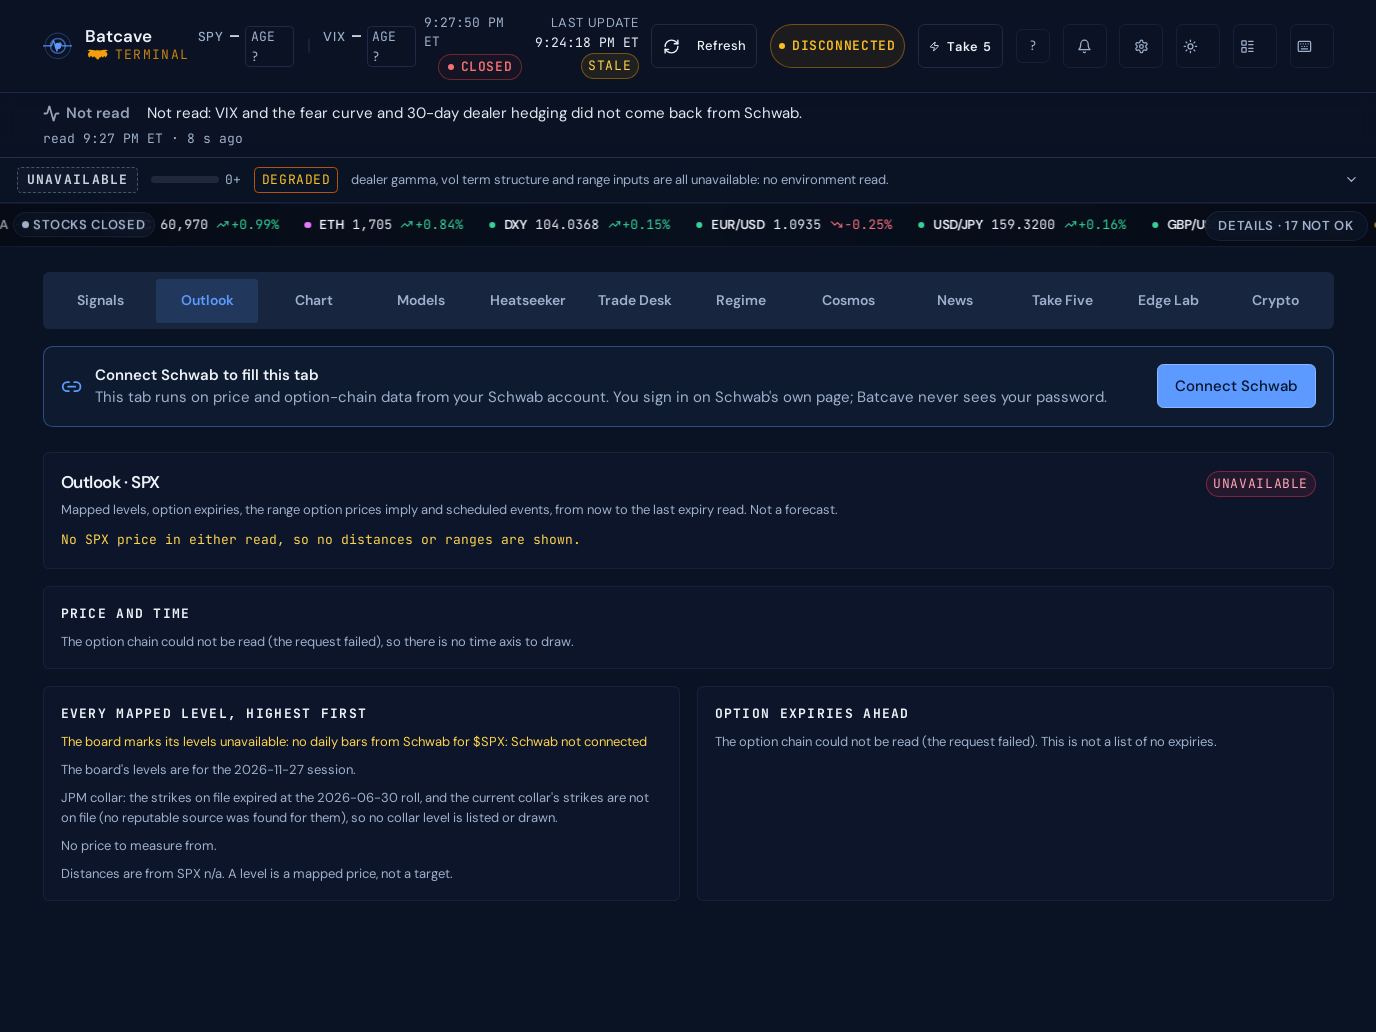 Batcave
TERMINAL
SPY — AGE ?
VIX — AGE ?
9:27:50 PM ET
CLOSED
LAST UPDATE
9:24:18 PM ET
STALE
Refresh
DISCONNECTED
Take 5
?
Not read Not read: VIX and the fear curve and 30-day dealer hedging did not come back from Schwab.
read 9:27 PM ET · 8 s ago
UNAVAILABLE 0+ DEGRADED dealer gamma, vol term structure and range inputs are all unavailable: no environment read.
A STOCKS CLOSED 60,970 +0.99% ETH 1,705 +0.84% DXY 104.0368 +0.15% EUR/USD 1.0935 -0.25% USD/JPY 159.3200 +0.16% GBP/U DETAILS · 17 NOT OK
Signals Outlook Chart Models Heatseeker Trade Desk Regime Cosmos News Take Five Edge Lab Crypto
Connect Schwab to fill this tab
This tab runs on price and option-chain data from your Schwab account. You sign in on Schwab's own page; Batcave never sees your password.
Connect Schwab
Outlook · SPX
UNAVAILABLE
Mapped levels, option expiries, the range option prices imply and scheduled events, from now to the last expiry read. Not a forecast.
No SPX price in either read, so no distances or ranges are shown.
PRICE AND TIME
The option chain could not be read (the request failed), so there is no time axis to draw.
EVERY MAPPED LEVEL, HIGHEST FIRST
The board marks its levels unavailable: no daily bars from Schwab for $SPX: Schwab not connected
The board's levels are for the 2026-11-27 session.
JPM collar: the strikes on file expired at the 2026-06-30 roll, and the current collar's strikes are not
on file (no reputable source was found for them), so no collar level is listed or drawn.
No price to measure from.
Distances are from SPX n/a. A level is a mapped price, not a target.
OPTION EXPIRIES AHEAD
The option chain could not be read (the request failed). This is not a list of no expiries.